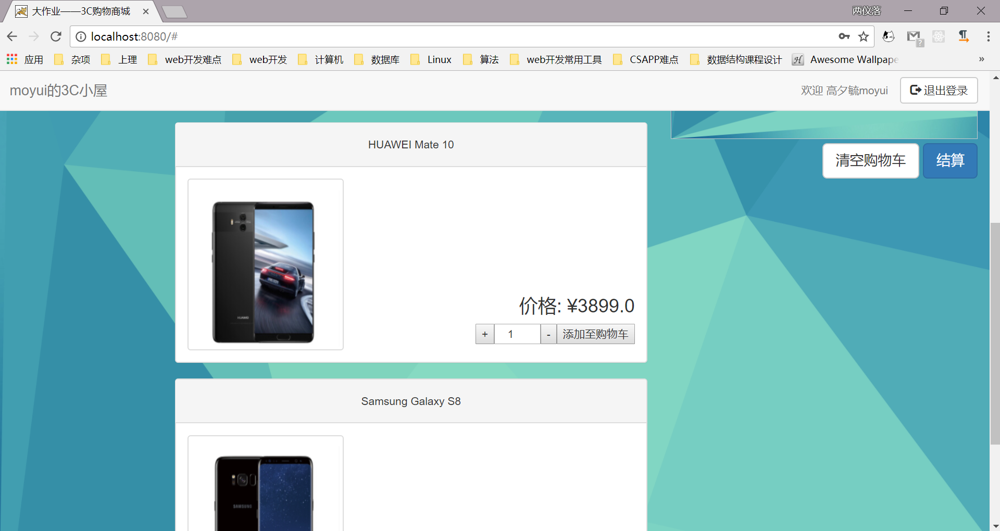 大作业——3C购物商城
两仪落
localhost:8080/#
应用 杂项 上理 web开发难点 web开发 计算机 数据库 Linux 算法 web开发常用工具 CSAPP难点 数据结构课程设计 Awesome Wallpape
moyui的3C小屋
欢迎 高夕毓moyui
退出登录
HUAWEI Mate 10
清空购物车
结算
HUAWEI
价格: ¥3899.0
+ 1 - 添加至购物车
Samsung Galaxy S8
SAMSUNG